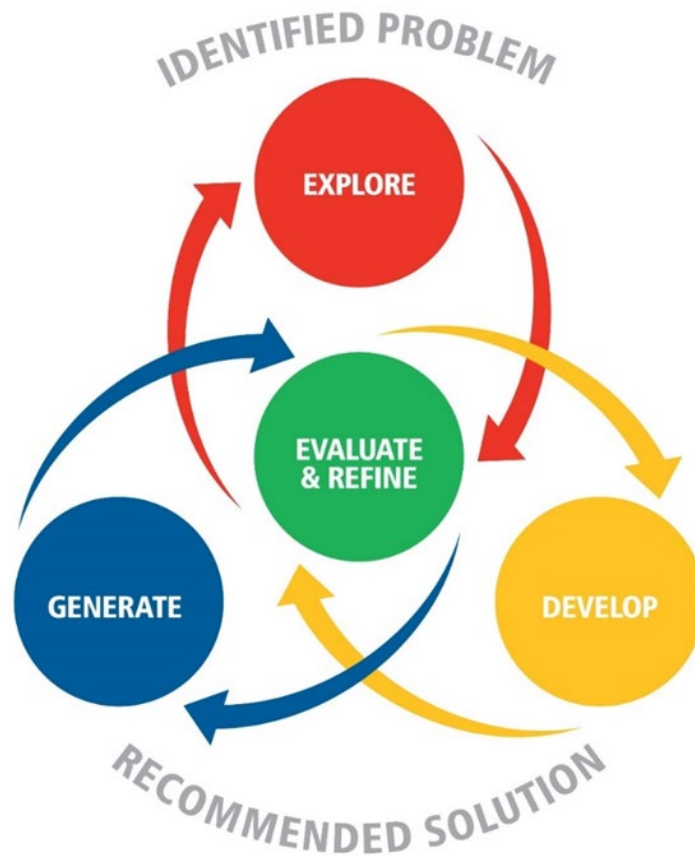 IDENTIFIED PROBLEM
EXPLORE
EVALUATE
& REFINE
GENERATE
DEVELOP
RECOMMENDED SOLUTION